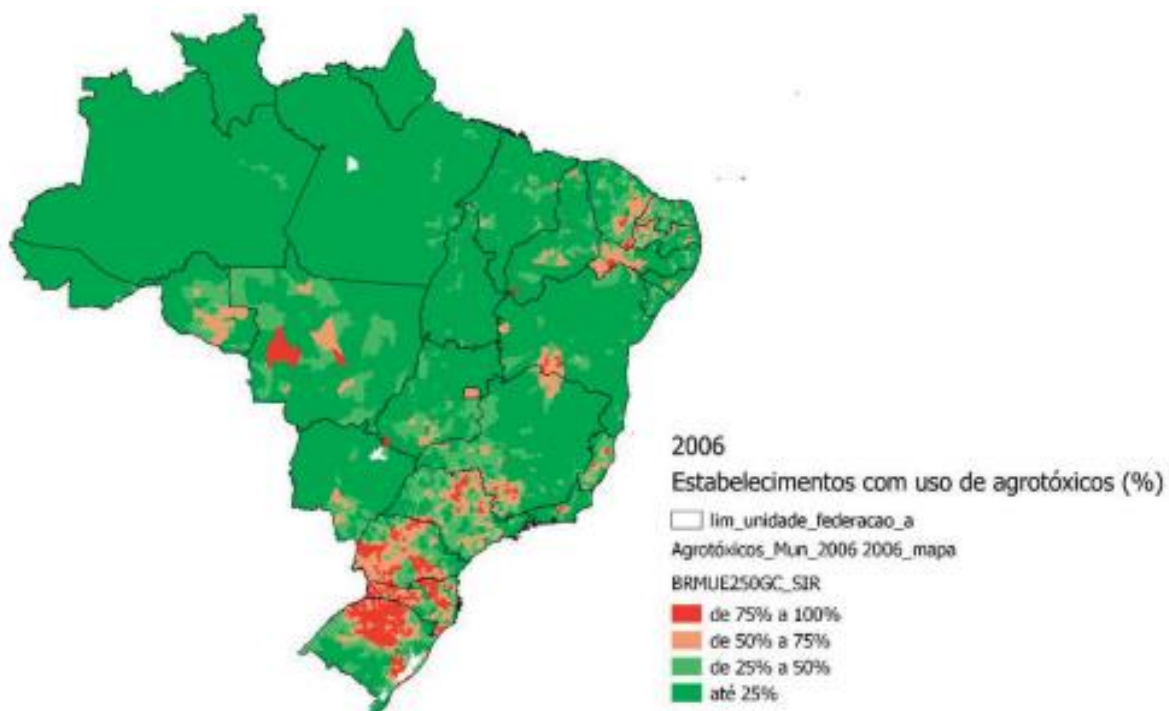 2006
Estabelecimentos com uso de agrotóxicos (%)
lim_unidade_federacao_a
Agrotóxicos_Mun_2006 2006_mapa
BRMUE250GC_SIR
de 75% a 100%
de 50% a 75%
de 25% a 50%
até 25%